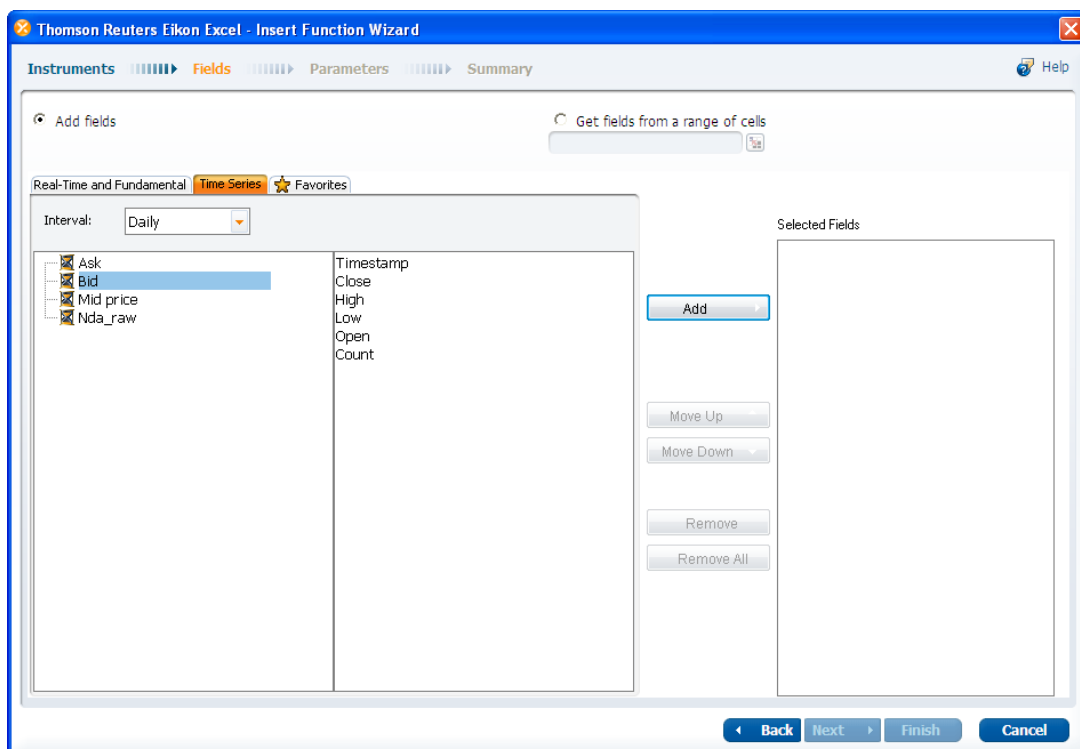 Thomson Reuters Eikon Excel - Insert Function Wizard
Instruments Fields Parameters Summary Help
Add fields
Get fields from a range of cells
Real-Time and Fundamental Time Series Favorites
Interval: Daily
Selected Fields
Ask
Bid
Mid price
Nda_raw
Timestamp
Close
High
Low
Open
Count
Add
Move Up
Move Down
Remove
Remove All
Back Next Finish Cancel